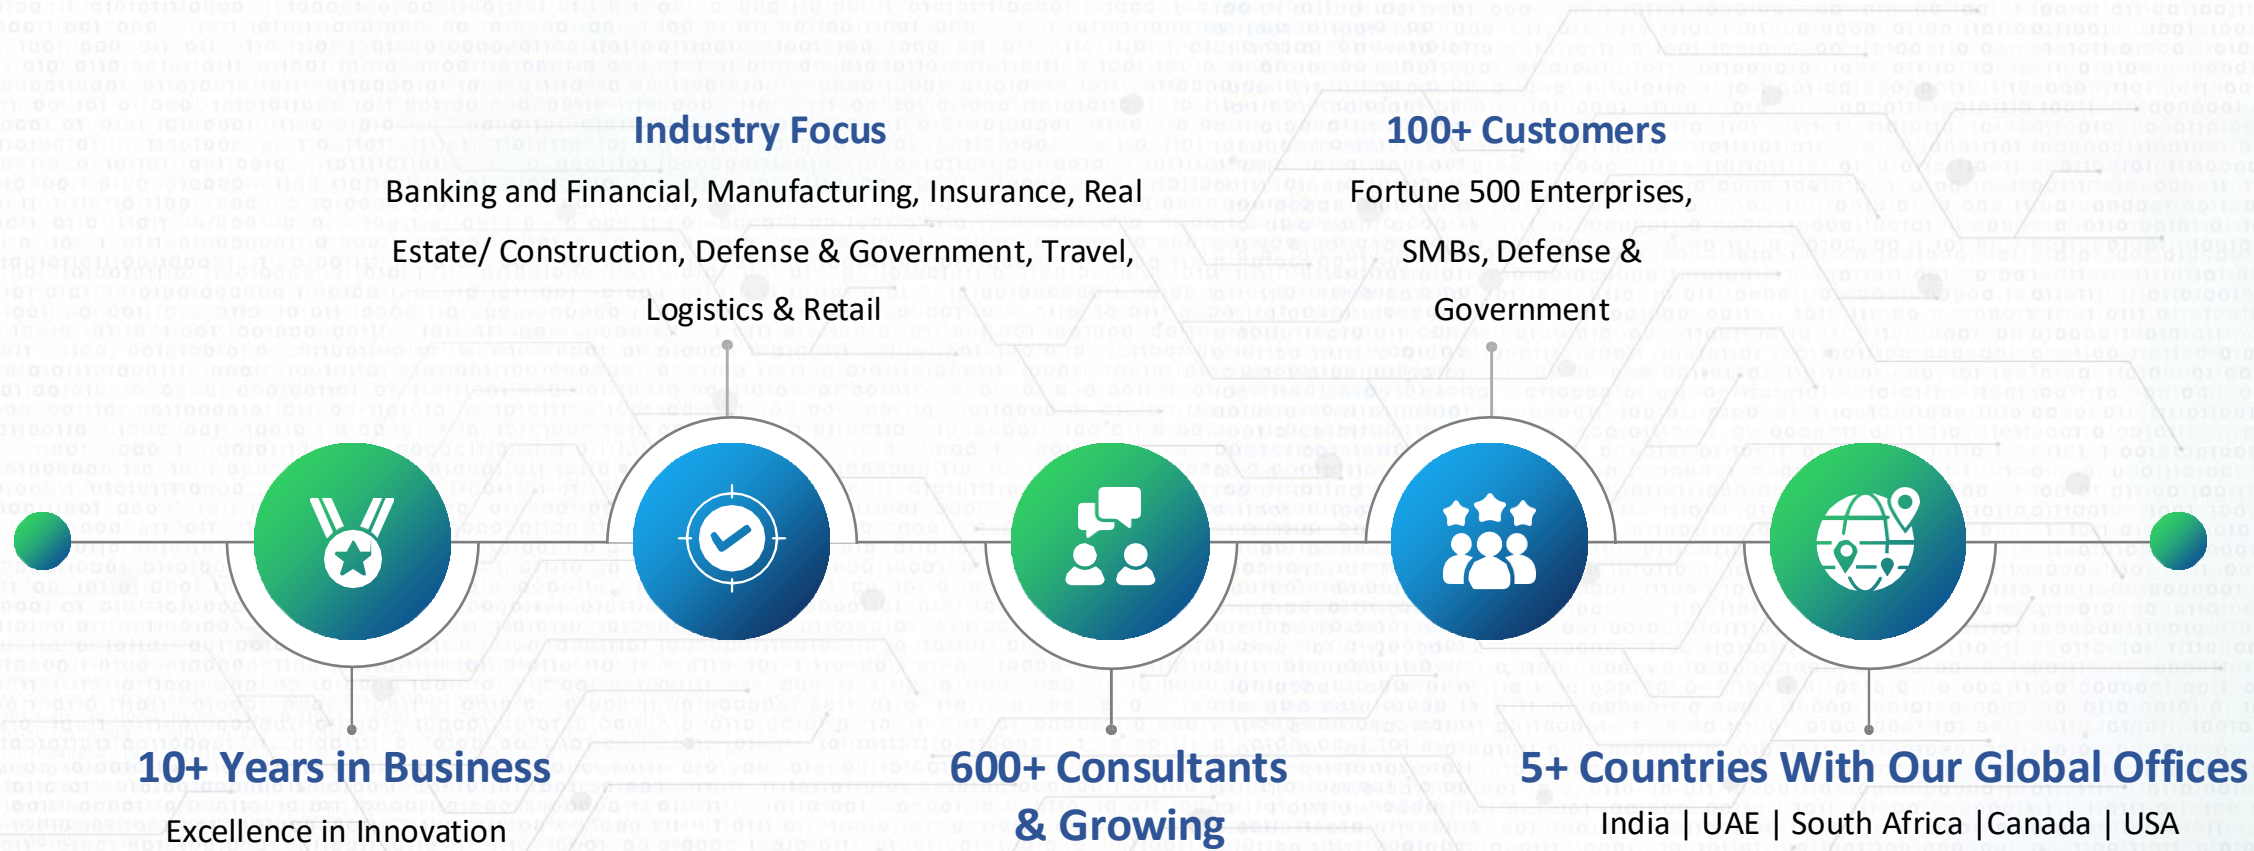 Industry Focus
Banking and Financial, Manufacturing, Insurance, Real
Estate/ Construction, Defense & Government, Travel,
Logistics & Retail
100+ Customers
Fortune 500 Enterprises,
SMBs, Defense &
Government
10+ Years in Business
Excellence in Innovation
600+ Consultants
& Growing
5+ Countries With Our Global Offices
India | UAE | South Africa |Canada | USA